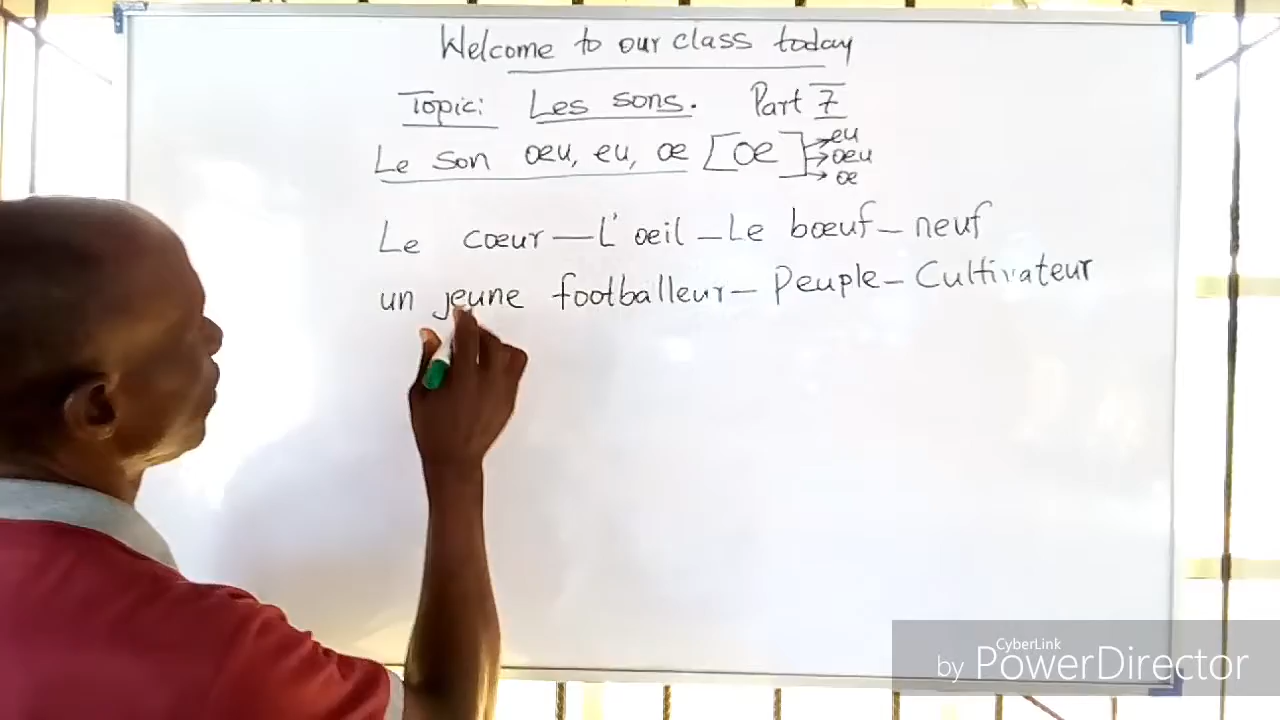 Welcome to our class today
Topic: Les sons. Part 7
Le son œu, eu, œ [œ] → eu
→ œu
→ œ
Le cœur — L'œil – Le bœuf – neuf
un jeune footballeur – Peuple – Cultivateur
CyberLink
by PowerDirector